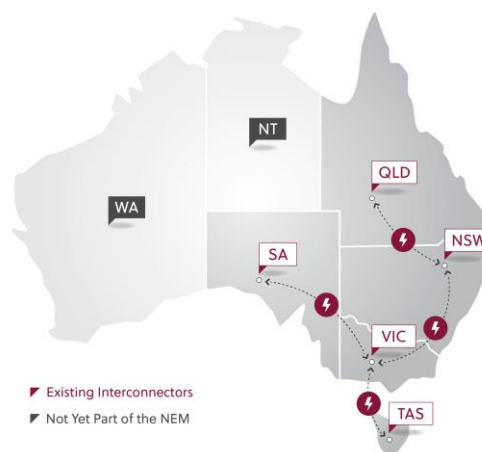 NT
QLD
WA
NSW
SA
VIC
Existing Interconnectors
Not Yet Part of the NEM
TAS